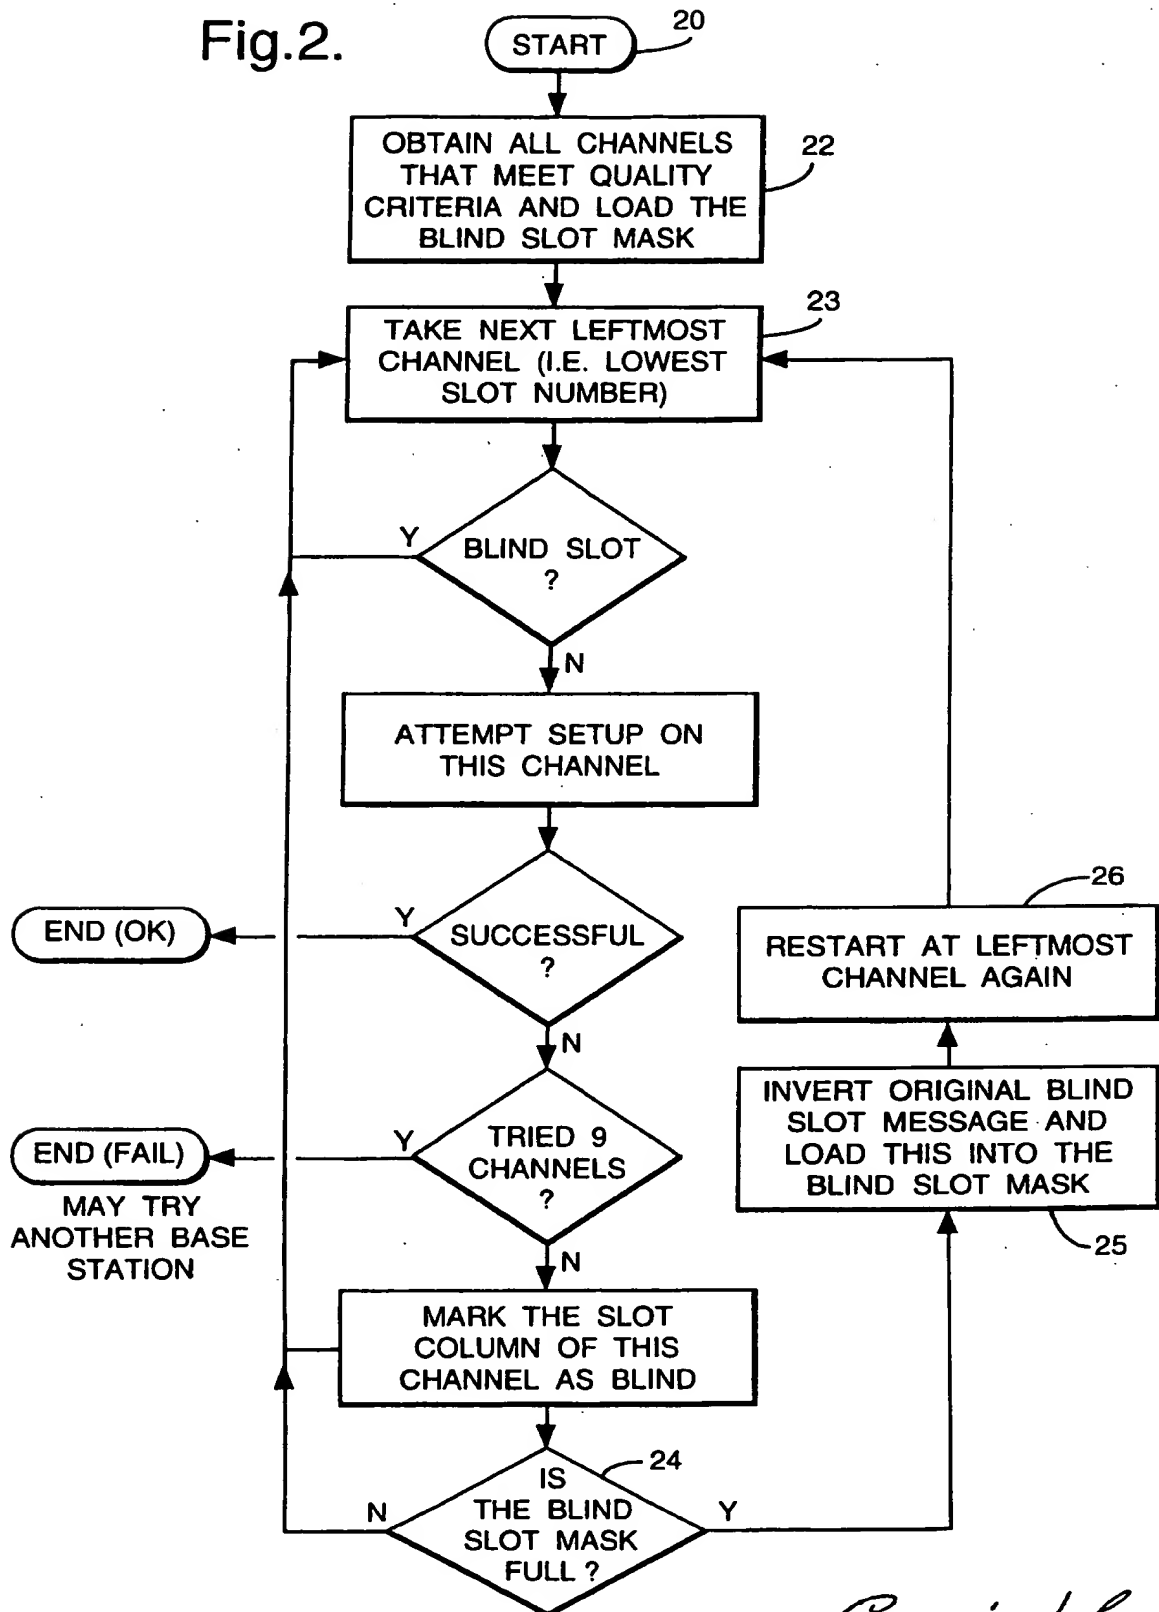 Fig.2.
START
20
OBTAIN ALL CHANNELS
THAT MEET QUALITY
CRITERIA AND LOAD THE
BLIND SLOT MASK
22
TAKE NEXT LEFTMOST
CHANNEL (I.E. LOWEST
SLOT NUMBER)
23
BLIND SLOT
?
Y
N
ATTEMPT SETUP ON
THIS CHANNEL
SUCCESSFUL
?
Y
N
END (OK)
TRIED 9
CHANNELS
?
Y
N
END (FAIL)
MAY TRY
ANOTHER BASE
STATION
MARK THE SLOT
COLUMN OF THIS
CHANNEL AS BLIND
IS
THE BLIND
SLOT MASK
FULL ?
24
N
Y
INVERT ORIGINAL BLIND
SLOT MESSAGE AND
LOAD THIS INTO THE
BLIND SLOT MASK
25
RESTART AT LEFTMOST
CHANNEL AGAIN
26